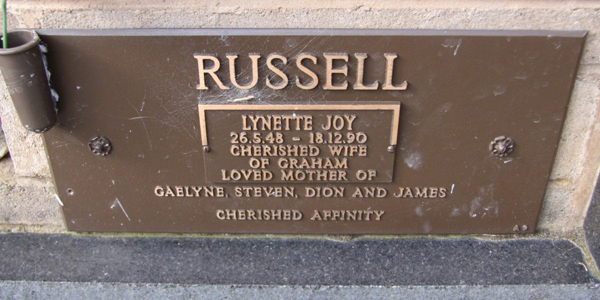 RUSSELL
LYNETTE JOY
26.5.48 - 18.12.90
CHERISHED WIFE
OF GRAHAM
LOVED MOTHER OF
GAELYNE, STEVEN, DION AND JAMES
CHERISHED AFFINITY